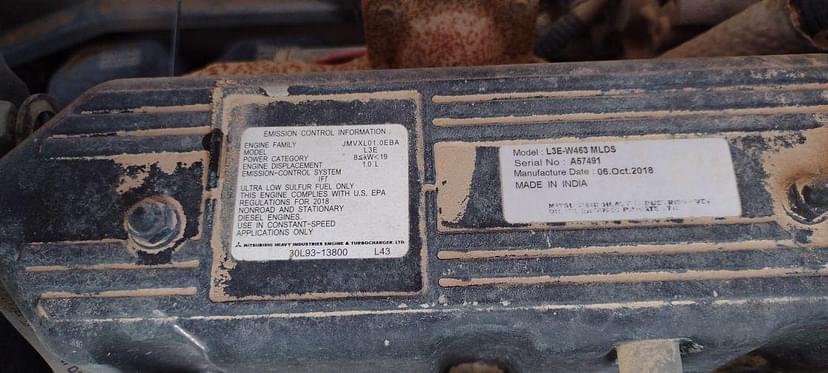 EMISSION CONTROL INFORMATION
ENGINE FAMILY JMVXL01.0EBA
MODEL L3E
POWER CATEGORY 8≤kW<19
ENGINE DISPLACEMENT 1.0 L
EMISSION-CONTROL SYSTEM
IFI
ULTRA LOW SULFUR FUEL ONLY
THIS ENGINE COMPLIES WITH U.S. EPA
REGULATIONS FOR 2018
NONROAD AND STATIONARY
DIESEL ENGINES.
USE IN CONSTANT-SPEED
APPLICATIONS ONLY
MITSUBISHI HEAVY INDUSTRIES ENGINE & TURBOCHARGER, LTD.
30L93-13800 L43
Model : L3E-W463 MLDS
Serial No : A57491
Manufacture Date : 06.Oct.2018
MADE IN INDIA